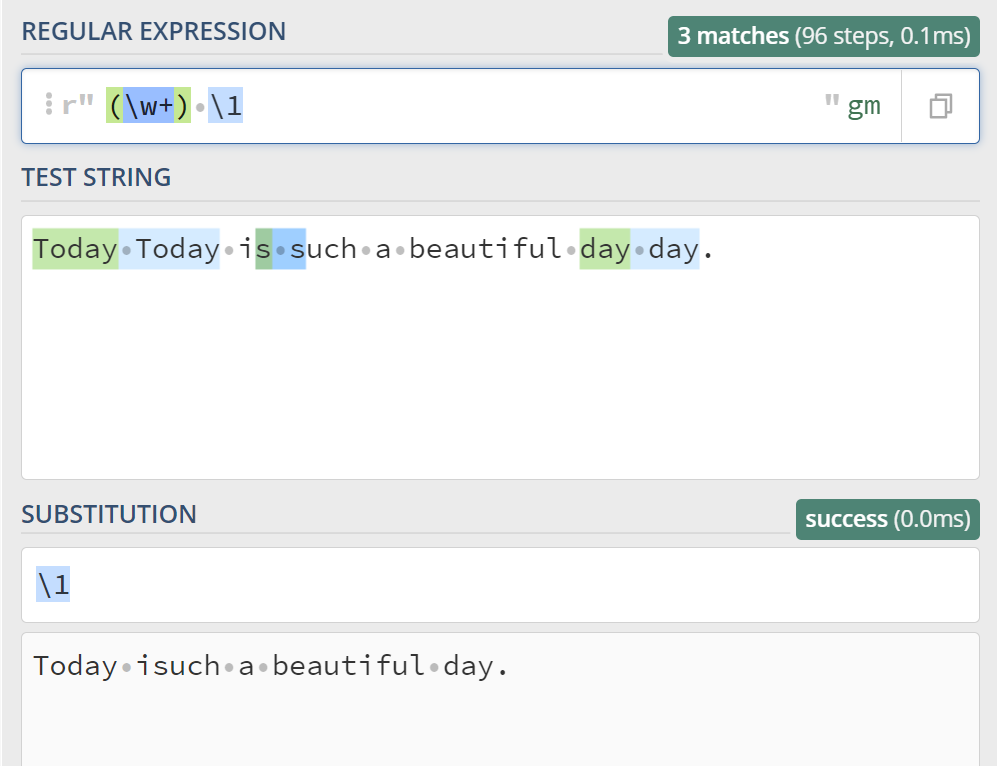 REGULAR EXPRESSION
3 matches (96 steps, 0.1ms)
r" (\w+) \1 " gm
TEST STRING
Today Today is such a beautiful day day.
SUBSTITUTION
success (0.0ms)
\1
Today isuch a beautiful day.